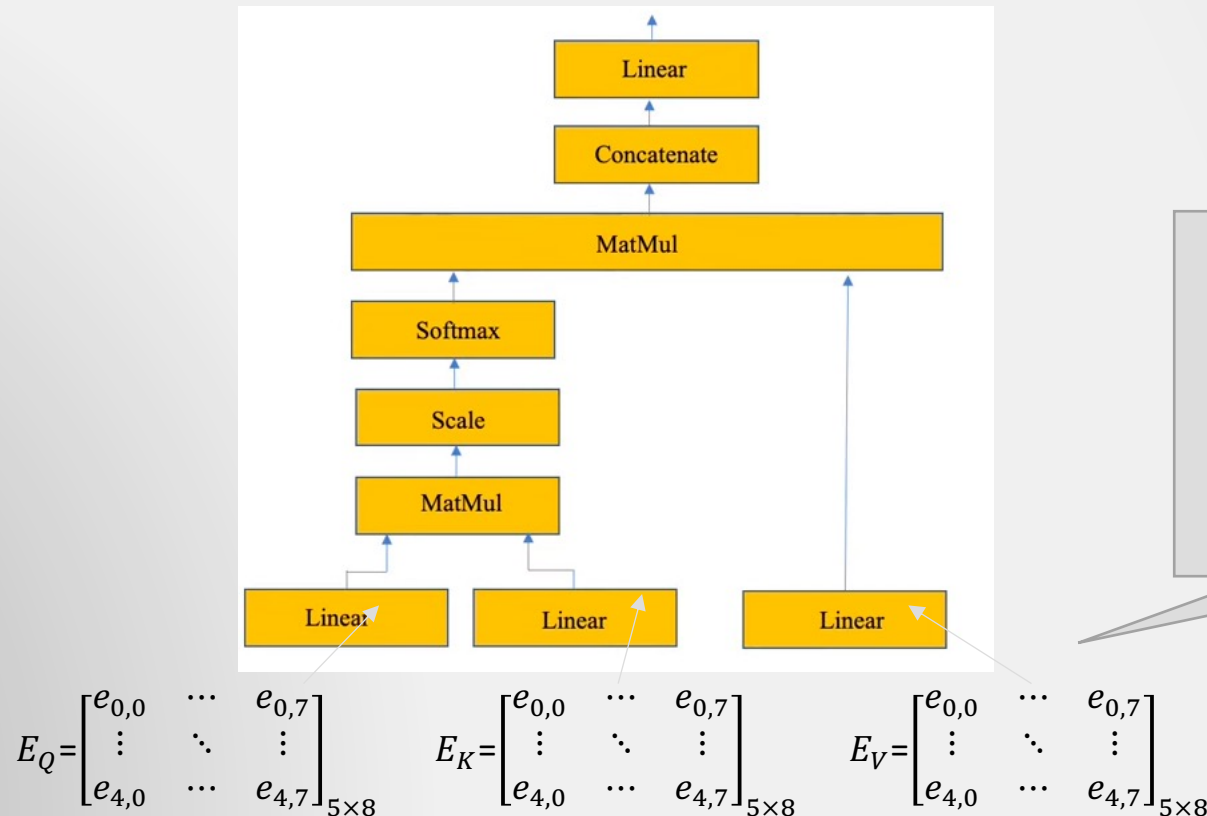 Linear
Concatenate
MatMul
Softmax
Scale
MatMul
Linear Linear Linear
E_Q=[e_{0,0} ⋯ e_{0,7} ⋮ ⋱ ⋮ e_{4,0} ⋯ e_{4,7}]_{5×8} E_K=[e_{0,0} ⋯ e_{0,7} ⋮ ⋱ ⋮ e_{4,0} ⋯ e_{4,7}]_{5×8} E_V=[e_{0,0} ⋯ e_{0,7} ⋮ ⋱ ⋮ e_{4,0} ⋯ e_{4,7}]_{5×8}